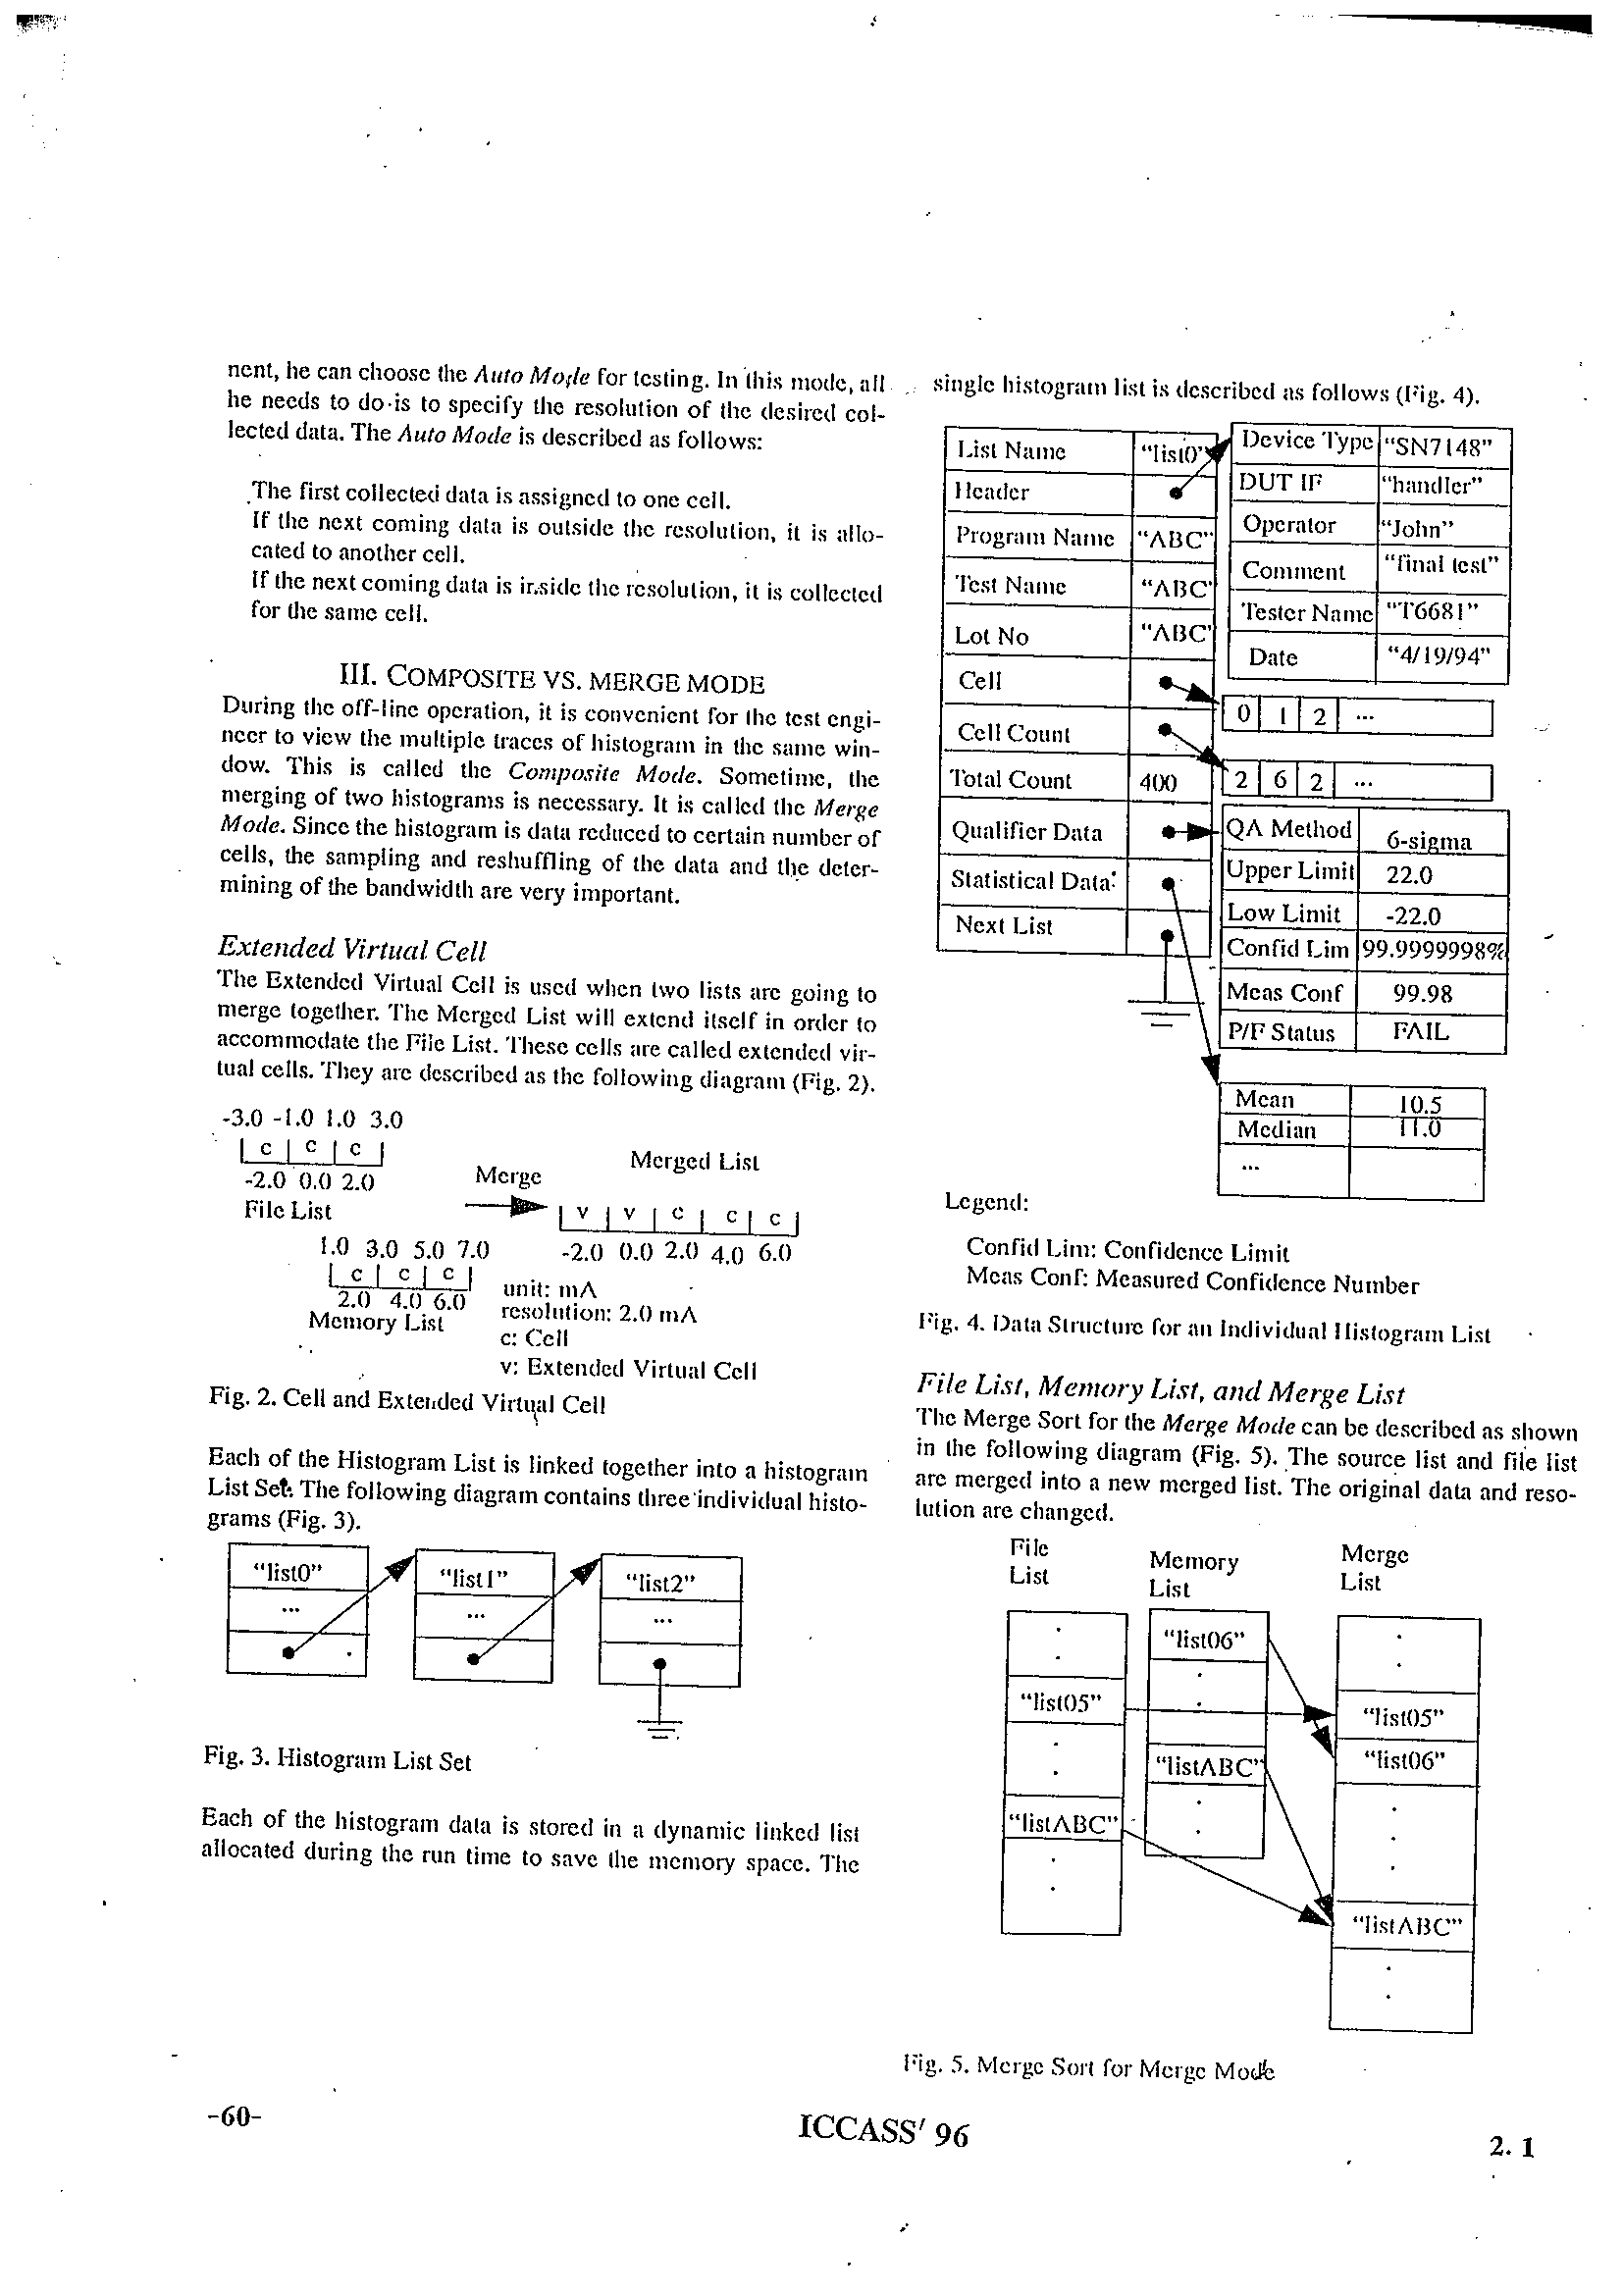 nent, he can choose the Auto Mode for testing. In this mode, all
he needs to do is to specify the resolution of the desired col-
lected data. The Auto Mode is described as follows:
The first collected data is assigned to one cell.
If the next coming data is outside the resolution, it is allo-
cated to another cell.
If the next coming data is inside the resolution, it is collected
for the same cell.
III. COMPOSITE VS. MERGE MODE
During the off-line operation, it is convenient for the test engi-
neer to view the multiple traces of histogram in the same win-
dow. This is called the Composite Mode. Sometime, the
merging of two histograms is necessary. It is called the Merge
Mode. Since the histogram is data reduced to certain number of
cells, the sampling and reshuffling of the data and the deter-
mining of the bandwidth are very important.
Extended Virtual Cell
The Extended Virtual Cell is used when two lists are going to
merge together. The Merged List will extend itself in order to
accommodate the File List. These cells are called extended vir-
tual cells. They are described as the following diagram (Fig. 2).
-3.0 -1.0 1.0 3.0
c c c
-2.0 0.0 2.0
File List
Merge
Merged List
v v c c c
-2.0 0.0 2.0 4.0 6.0
1.0 3.0 5.0 7.0
c c c
2.0 4.0 6.0
Memory List
unit: mA
resolution: 2.0 mA
c: Cell
v: Extended Virtual Cell
Fig. 2. Cell and Extended Virtual Cell
Each of the Histogram List is linked together into a histogram
List Set. The following diagram contains three individual histo-
grams (Fig. 3).
"list0" "list1" "list2"
... ... ...
Fig. 3. Histogram List Set
Each of the histogram data is stored in a dynamic linked list
allocated during the run time to save the memory space. The
single histogram list is described as follows (Fig. 4).
List Name "list0"
Header
Program Name "ABC"
Test Name "ABC"
Lot No "ABC"
Cell
Cell Count
Total Count 400
Qualifier Data
Statistical Data
Next List
Device Type "SN7148"
DUT IF "handler"
Operator "John"
Comment "final test"
Tester Name "T6681"
Date "4/19/94"
0 1 2 ...
2 6 2 ...
QA Method 6-sigma
Upper Limit 22.0
Low Limit -22.0
Confid Lim 99.9999998%
Meas Conf 99.98
P/F Status FAIL
Mean 10.5
Median 11.0
...
Legend:
Confid Lim: Confidence Limit
Meas Conf: Measured Confidence Number
Fig. 4. Data Structure for an Individual Histogram List
File List, Memory List, and Merge List
The Merge Sort for the Merge Mode can be described as shown
in the following diagram (Fig. 5). The source list and file list
are merged into a new merged list. The original data and reso-
lution are changed.
File
List
Memory
List
Merge
List
"list05"
"listABC"
"list06"
"listABC"
"list05"
"list06"
"listABC"
Fig. 5. Merge Sort for Merge Mode
-60-
ICCASS' 96
2. 1